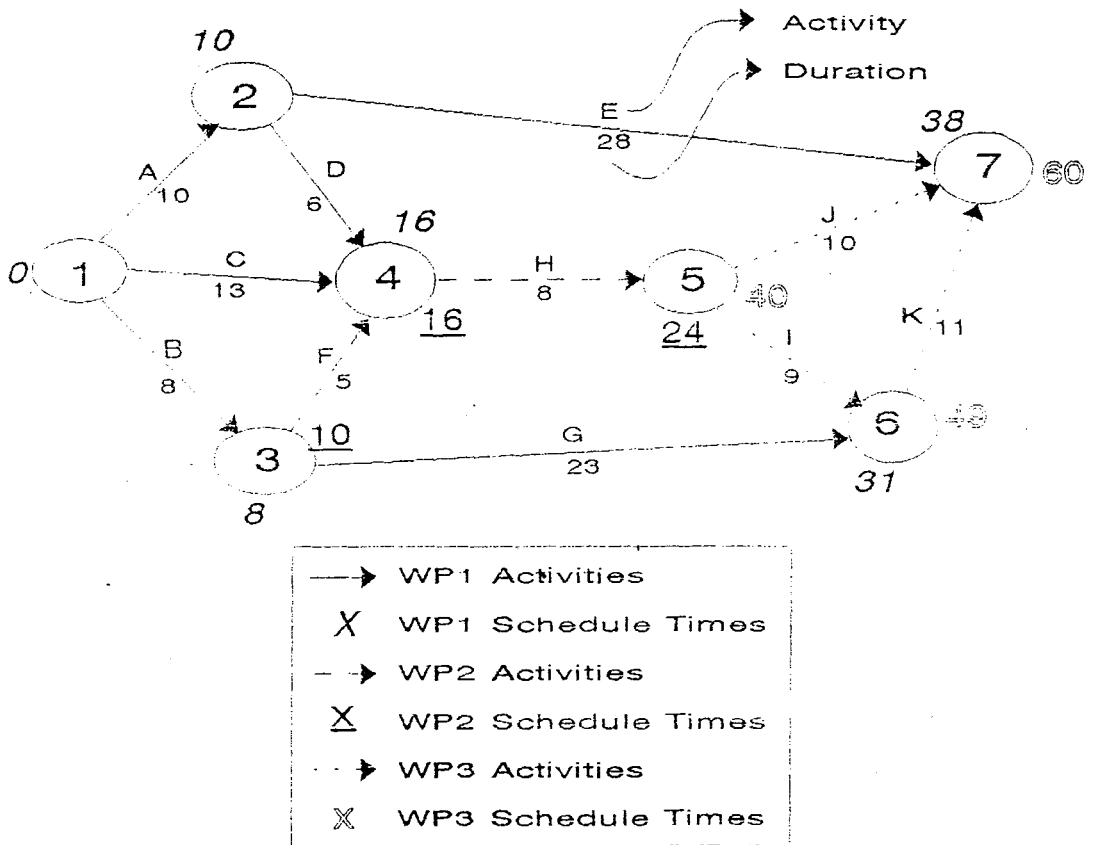 Activity
10
2
Duration
E
28
38
7
60
A
10
D
6
16
J
10
0
1
C
13
4
H
8
5
40
16
24
K
11
I
9
B
8
F
5
6
49
10
3
G
23
31
8
WP1 Activities
X WP1 Schedule Times
WP2 Activities
X WP2 Schedule Times
WP3 Activities
X WP3 Schedule Times